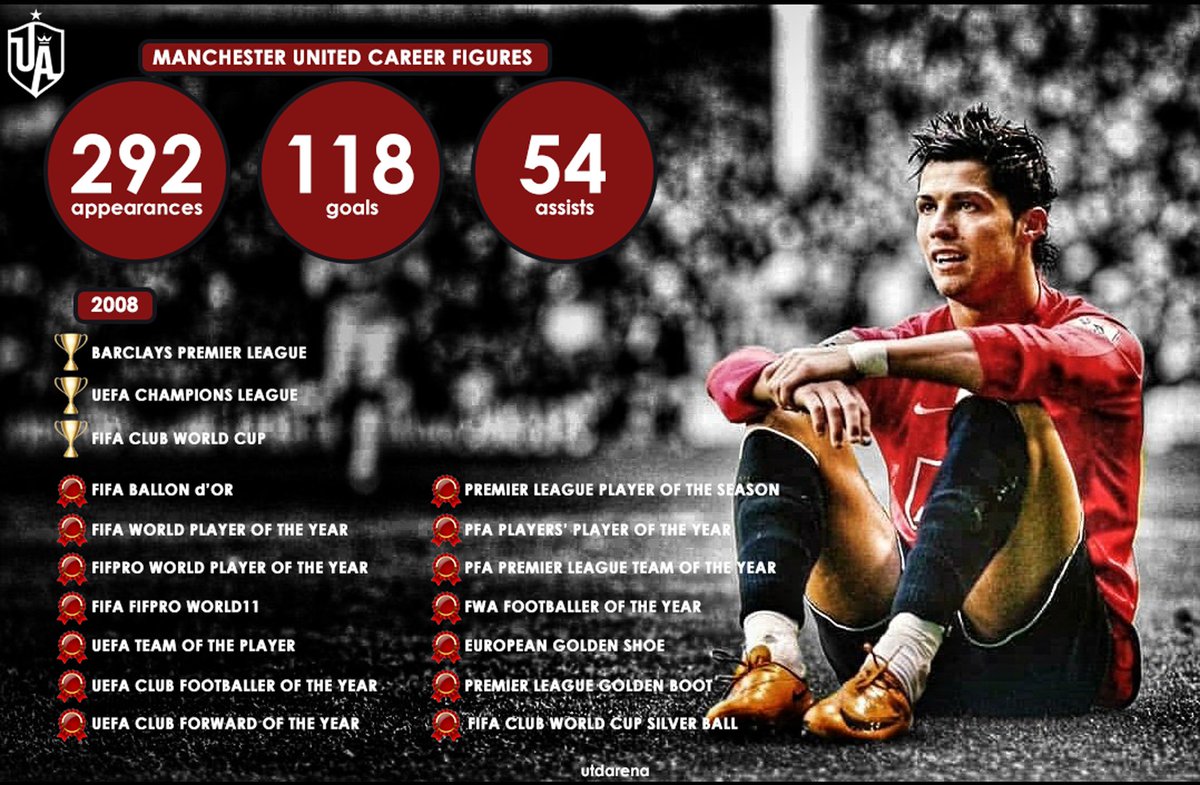 UA
MANCHESTER UNITED CAREER FIGURES
292
appearances
118
goals
54
assists
2008
BARCLAYS PREMIER LEAGUE
UEFA CHAMPIONS LEAGUE
FIFA CLUB WORLD CUP
FIFA BALLON d'OR
FIFA WORLD PLAYER OF THE YEAR
FIFPRO WORLD PLAYER OF THE YEAR
FIFA FIFPRO WORLD11
UEFA TEAM OF THE PLAYER
UEFA CLUB FOOTBALLER OF THE YEAR
UEFA CLUB FORWARD OF THE YEAR
PREMIER LEAGUE PLAYER OF THE SEASON
PFA PLAYERS' PLAYER OF THE YEAR
PFA PREMIER LEAGUE TEAM OF THE YEAR
FWA FOOTBALLER OF THE YEAR
EUROPEAN GOLDEN SHOE
PREMIER LEAGUE GOLDEN BOOT
FIFA CLUB WORLD CUP SILVER BALL
utdarena